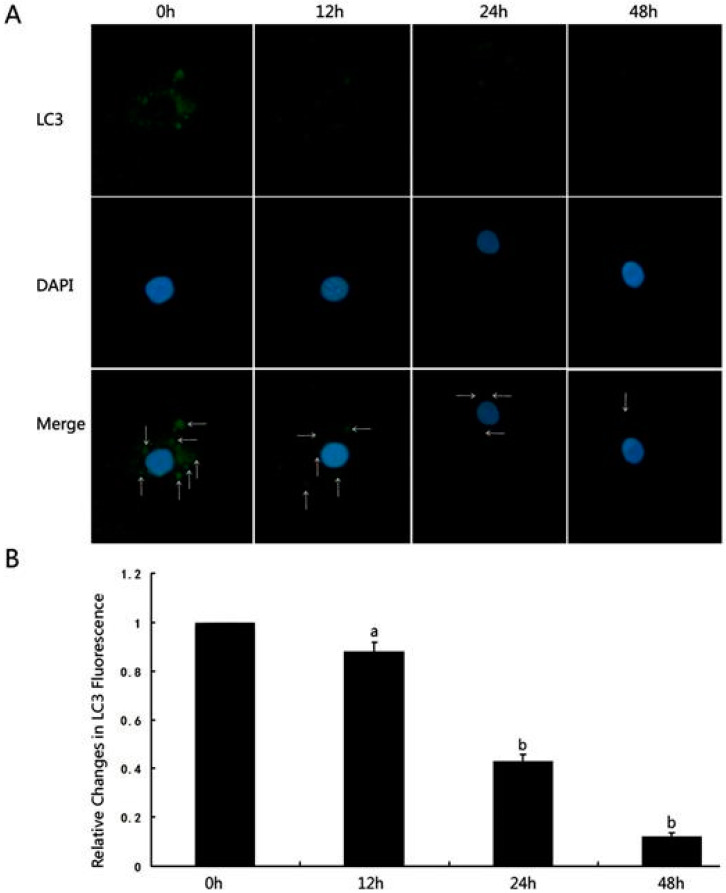 A
0h 12h 24h 48h
LC3
DAPI
Merge
B
Relative Changes in LC3 Fluorescence
1.2
1
0.8
0.6
0.4
0.2
0
a
b
b
0h 12h 24h 48h